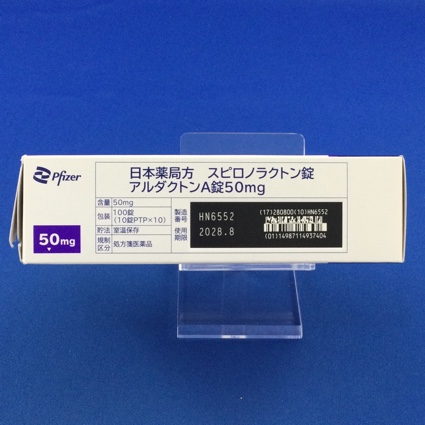 Pfizer
日本薬局方 スピロノラクトン錠
アルダクトンA錠50mg
含量 50mg
包装 100錠
(10錠PTP×10)
貯法 室温保存
規制区分 処方箋医薬品
製造番号 HN6552
使用期限 2028.8
(17)280800(10)HN6552
(01)14987114937404
50mg